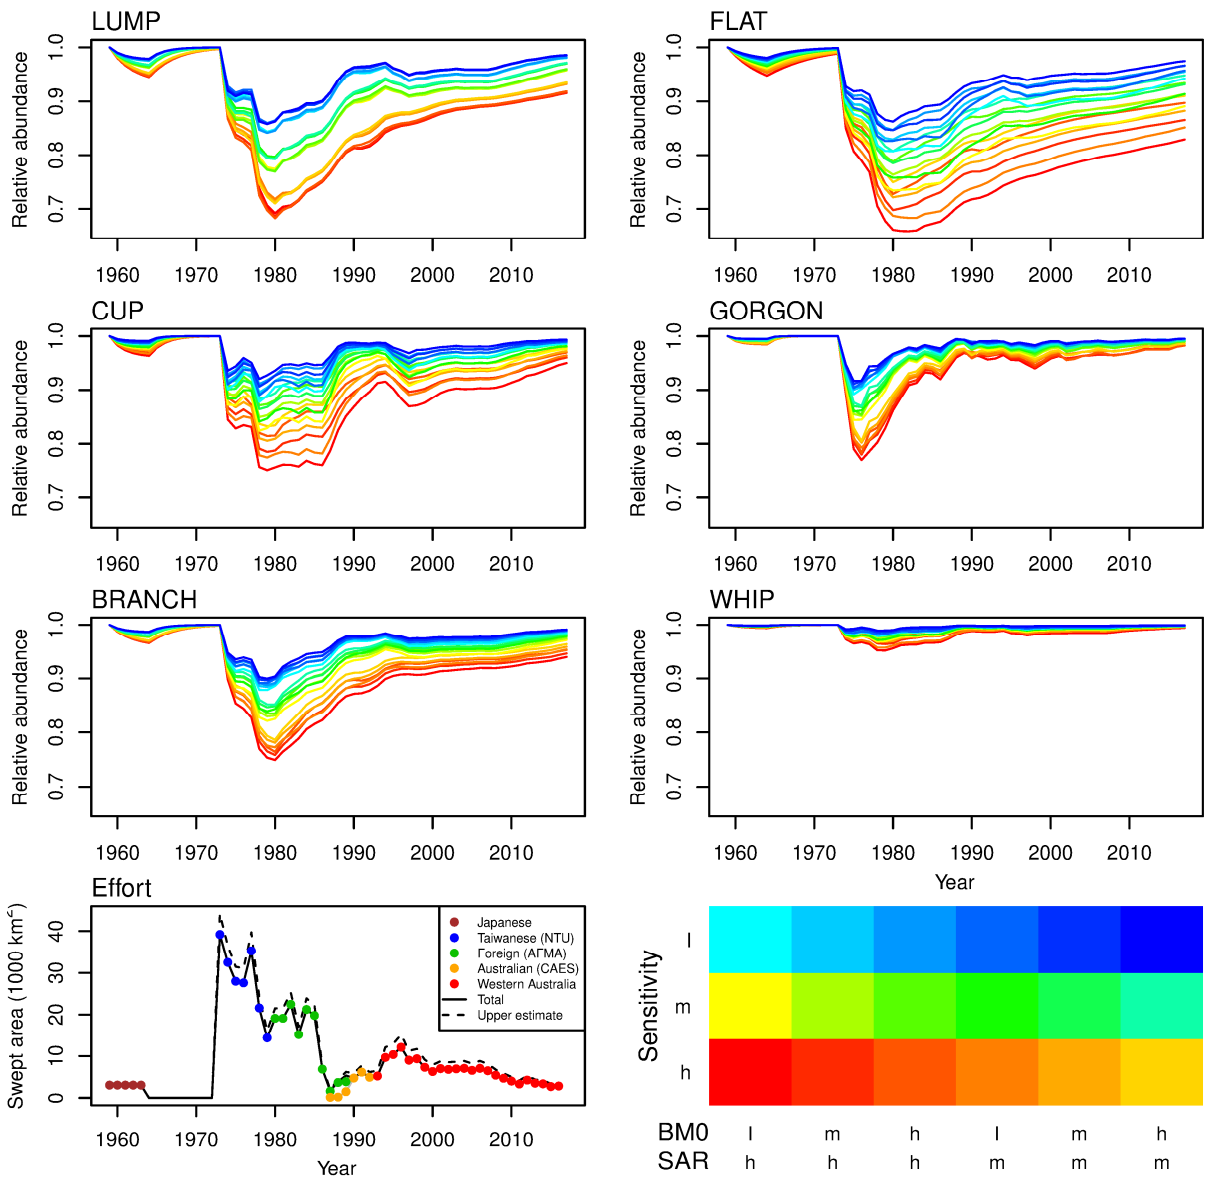 LUMP
Relative abundance
1.0
0.9
0.8
0.7
1960 1970 1980 1990 2000 2010
FLAT
Relative abundance
1.0
0.9
0.8
0.7
1960 1970 1980 1990 2000 2010
CUP
Relative abundance
1.0
0.9
0.8
0.7
1960 1970 1980 1990 2000 2010
GORGON
Relative abundance
1.0
0.9
0.8
0.7
1960 1970 1980 1990 2000 2010
BRANCH
Relative abundance
1.0
0.9
0.8
0.7
1960 1970 1980 1990 2000 2010
WHIP
Relative abundance
1.0
0.9
0.8
0.7
1960 1970 1980 1990 2000 2010
Year
Effort
Swept area (1000 km²)
40
30
20
10
0
Japanese
Taiwanese (NTU)
Foreign (AFMA)
Australian (CAES)
Western Australia
Total
Upper estimate
1960 1970 1980 1990 2000 2010
Year
Sensitivity
l
m
h
BM0 l m h l m h
SAR h h h m m m